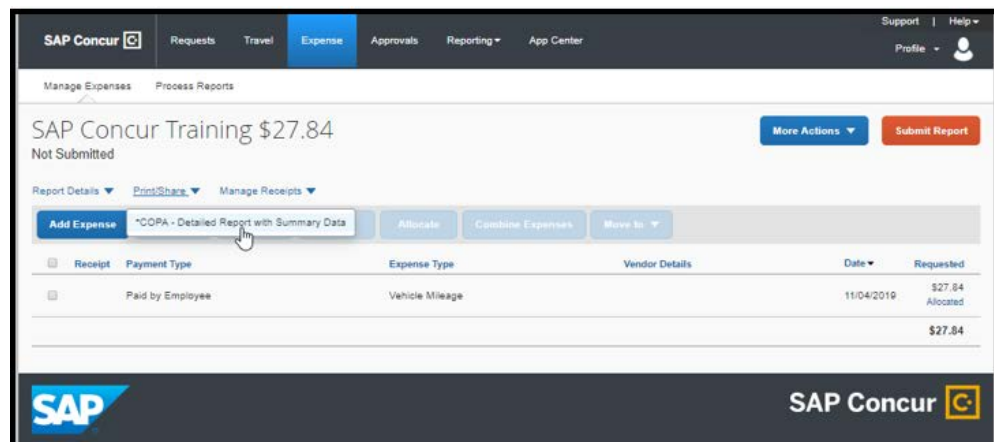 Support | Help
SAP Concur C Requests Travel Expense Approvals Reporting App Center
Profile
Manage Expenses Process Reports
SAP Concur Training $27.84
More Actions Submit Report
Not Submitted
Report Details Print/Share Manage Receipts
Add Expense *COPA - Detailed Report with Summary Data Allocate Combine Expenses Move to
Receipt Payment Type Expense Type Vendor Details Date Requested
Paid by Employee Vehicle Mileage 11/04/2019 $27.84
Allocated
$27.84
SAP SAP Concur C